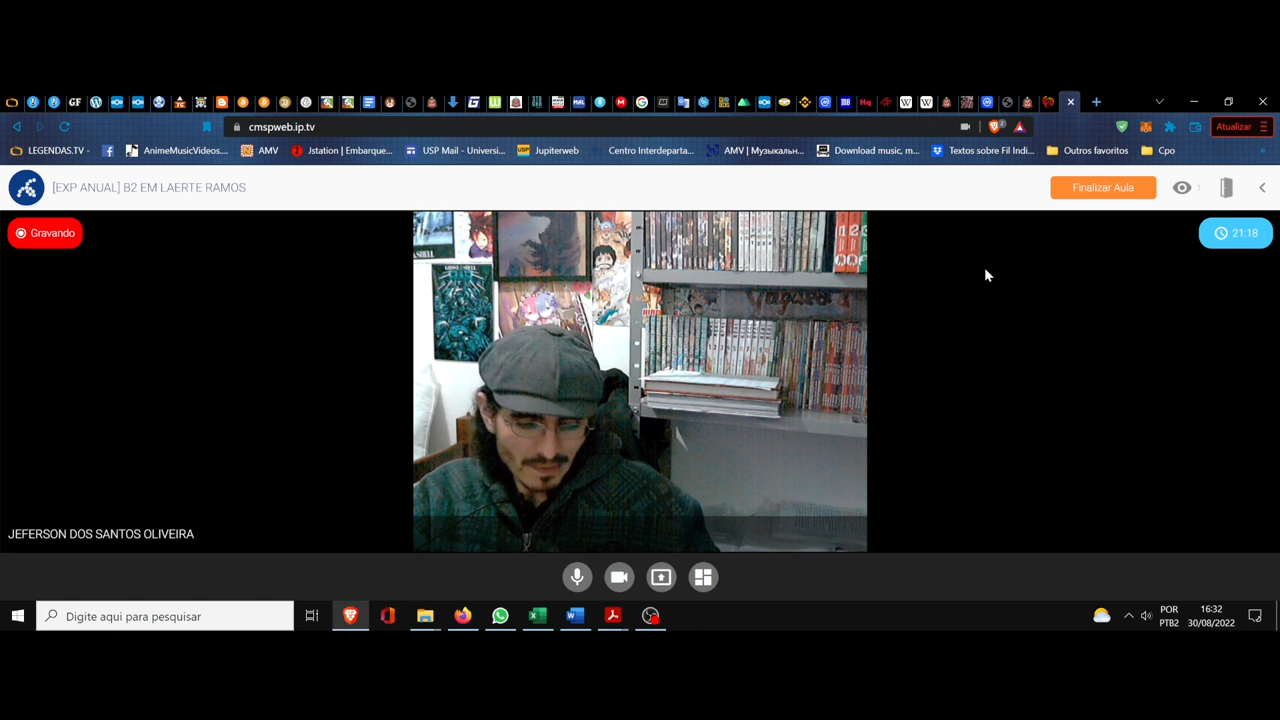 cmspweb.ip.tv
Atualizar
LEGENDAS.TV -
AnimeMusicVideos....
AMV
Jstation | Embarque...
USP Mail - Universi...
Jupiterweb
Centro Interdeparta...
AMV | Музыкальн...
Download music, m...
Textos sobre Fil Indi...
Outros favoritos
Cpo
[EXP ANUAL] B2 EM LAERTE RAMOS
Finalizar Aula
1
Gravando
21:18
JEFERSON DOS SANTOS OLIVEIRA
Digite aqui para pesquisar
POR
PTB2
16:32
30/08/2022